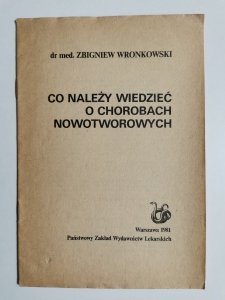 dr med. ZBIGNIEW WRONKOWSKI
CO NALEŻY WIEDZIEĆ
O CHOROBACH
NOWOTWOROWYCH
Warszawa 1981
Państwowy Zakład Wydawnictw Lekarskich